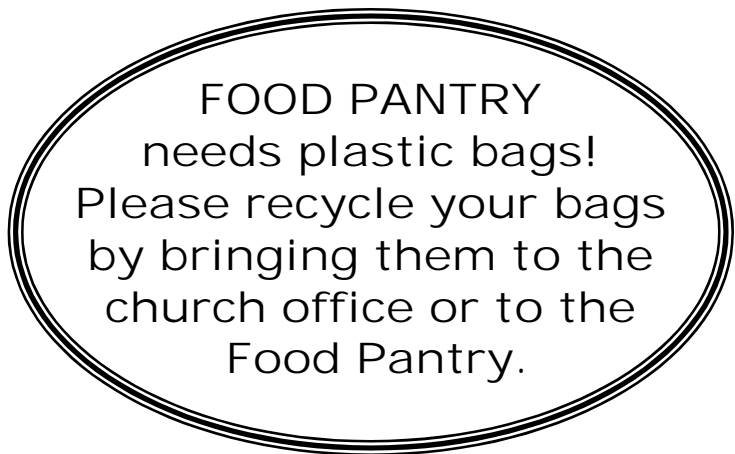 FOOD PANTRY
needs plastic bags!
Please recycle your bags
by bringing them to the
church office or to the
Food Pantry.